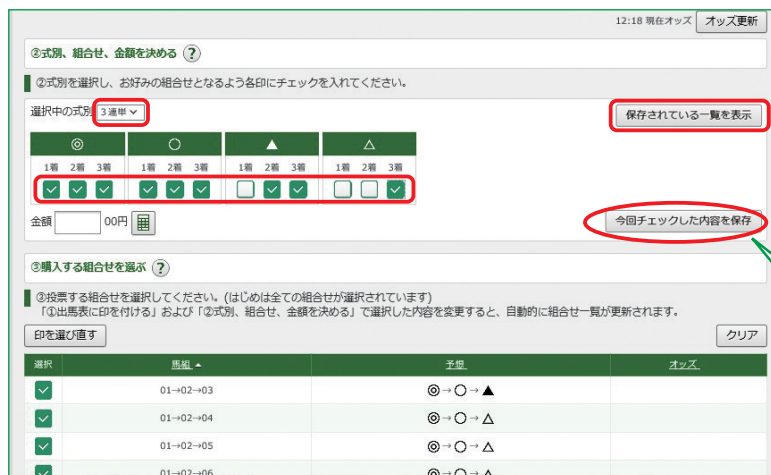 12:18 現在オッズ オッズ更新
②式別、組合せ、金額を決める ?
②式別を選択し、お好みの組合せとなるよう各印にチェックを入れてください。
選択中の式別 3連単 保存されている一覧を表示
◎ ○ ▲ △
1着 2着 3着 1着 2着 3着 1着 2着 3着 1着 2着 3着
金額 00円 今回チェックした内容を保存
③購入する組合せを選ぶ ?
③投票する組合せを選択してください。(はじめは全ての組合せが選択されています)
「①出馬表に印を付ける」および「②式別、組合せ、金額を決める」で選択した内容を変更すると、自動的に組合せ一覧が更新されます。
印を選び直す クリア
選択 馬組▲ 予想 オッズ
01→02→03 ◎→○→▲
01→02→04 ◎→○→△
01→02→05 ◎→○→△
01→02→06 ◎→○→△